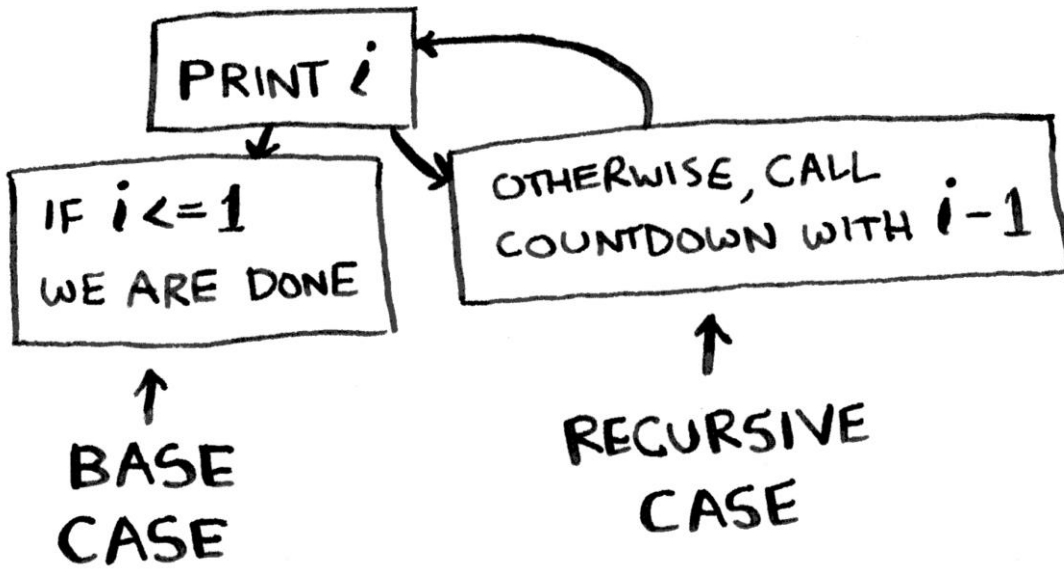 PRINT i
IF i <= 1
WE ARE DONE
OTHERWISE, CALL
COUNTDOWN WITH i - 1
BASE
CASE
RECURSIVE
CASE